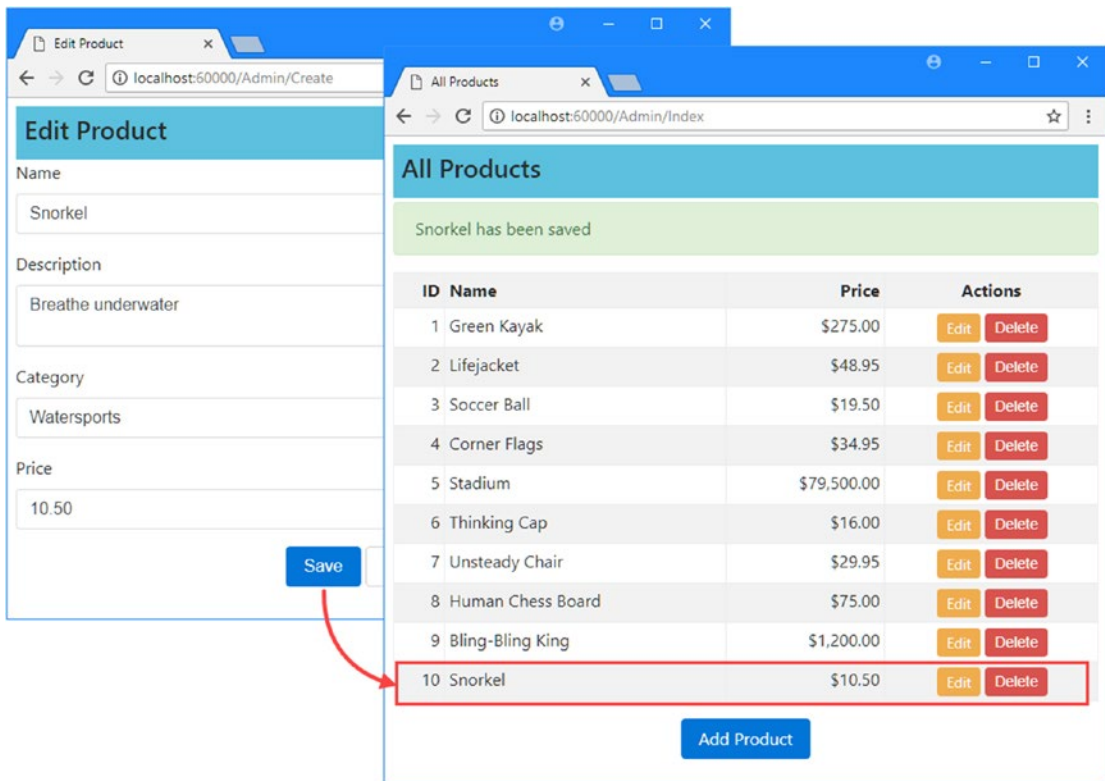 Edit Product
localhost:60000/Admin/Create
Edit Product
Name
Snorkel
Description
Breathe underwater
Category
Watersports
Price
10.50
Save
All Products
localhost:60000/Admin/Index
All Products
Snorkel has been saved
ID Name Price Actions
1 Green Kayak $275.00 Edit Delete
2 Lifejacket $48.95 Edit Delete
3 Soccer Ball $19.50 Edit Delete
4 Corner Flags $34.95 Edit Delete
5 Stadium $79,500.00 Edit Delete
6 Thinking Cap $16.00 Edit Delete
7 Unsteady Chair $29.95 Edit Delete
8 Human Chess Board $75.00 Edit Delete
9 Bling-Bling King $1,200.00 Edit Delete
10 Snorkel $10.50 Edit Delete
Add Product